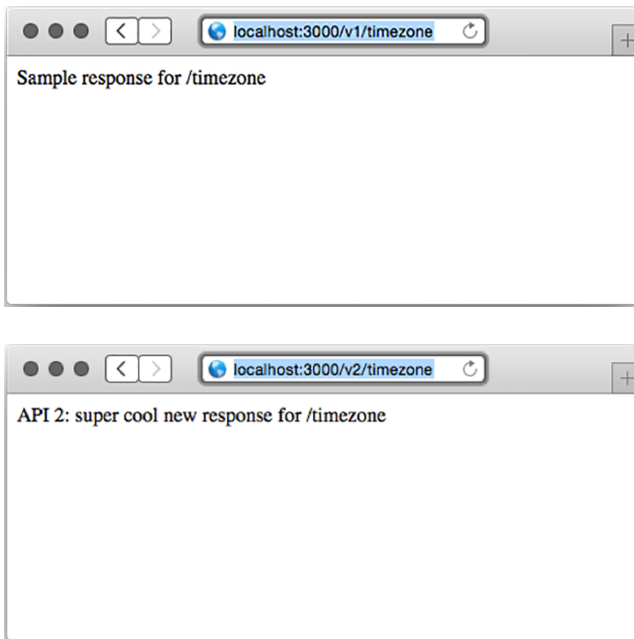 localhost:3000/v1/timezone
Sample response for /timezone
localhost:3000/v2/timezone
API 2: super cool new response for /timezone